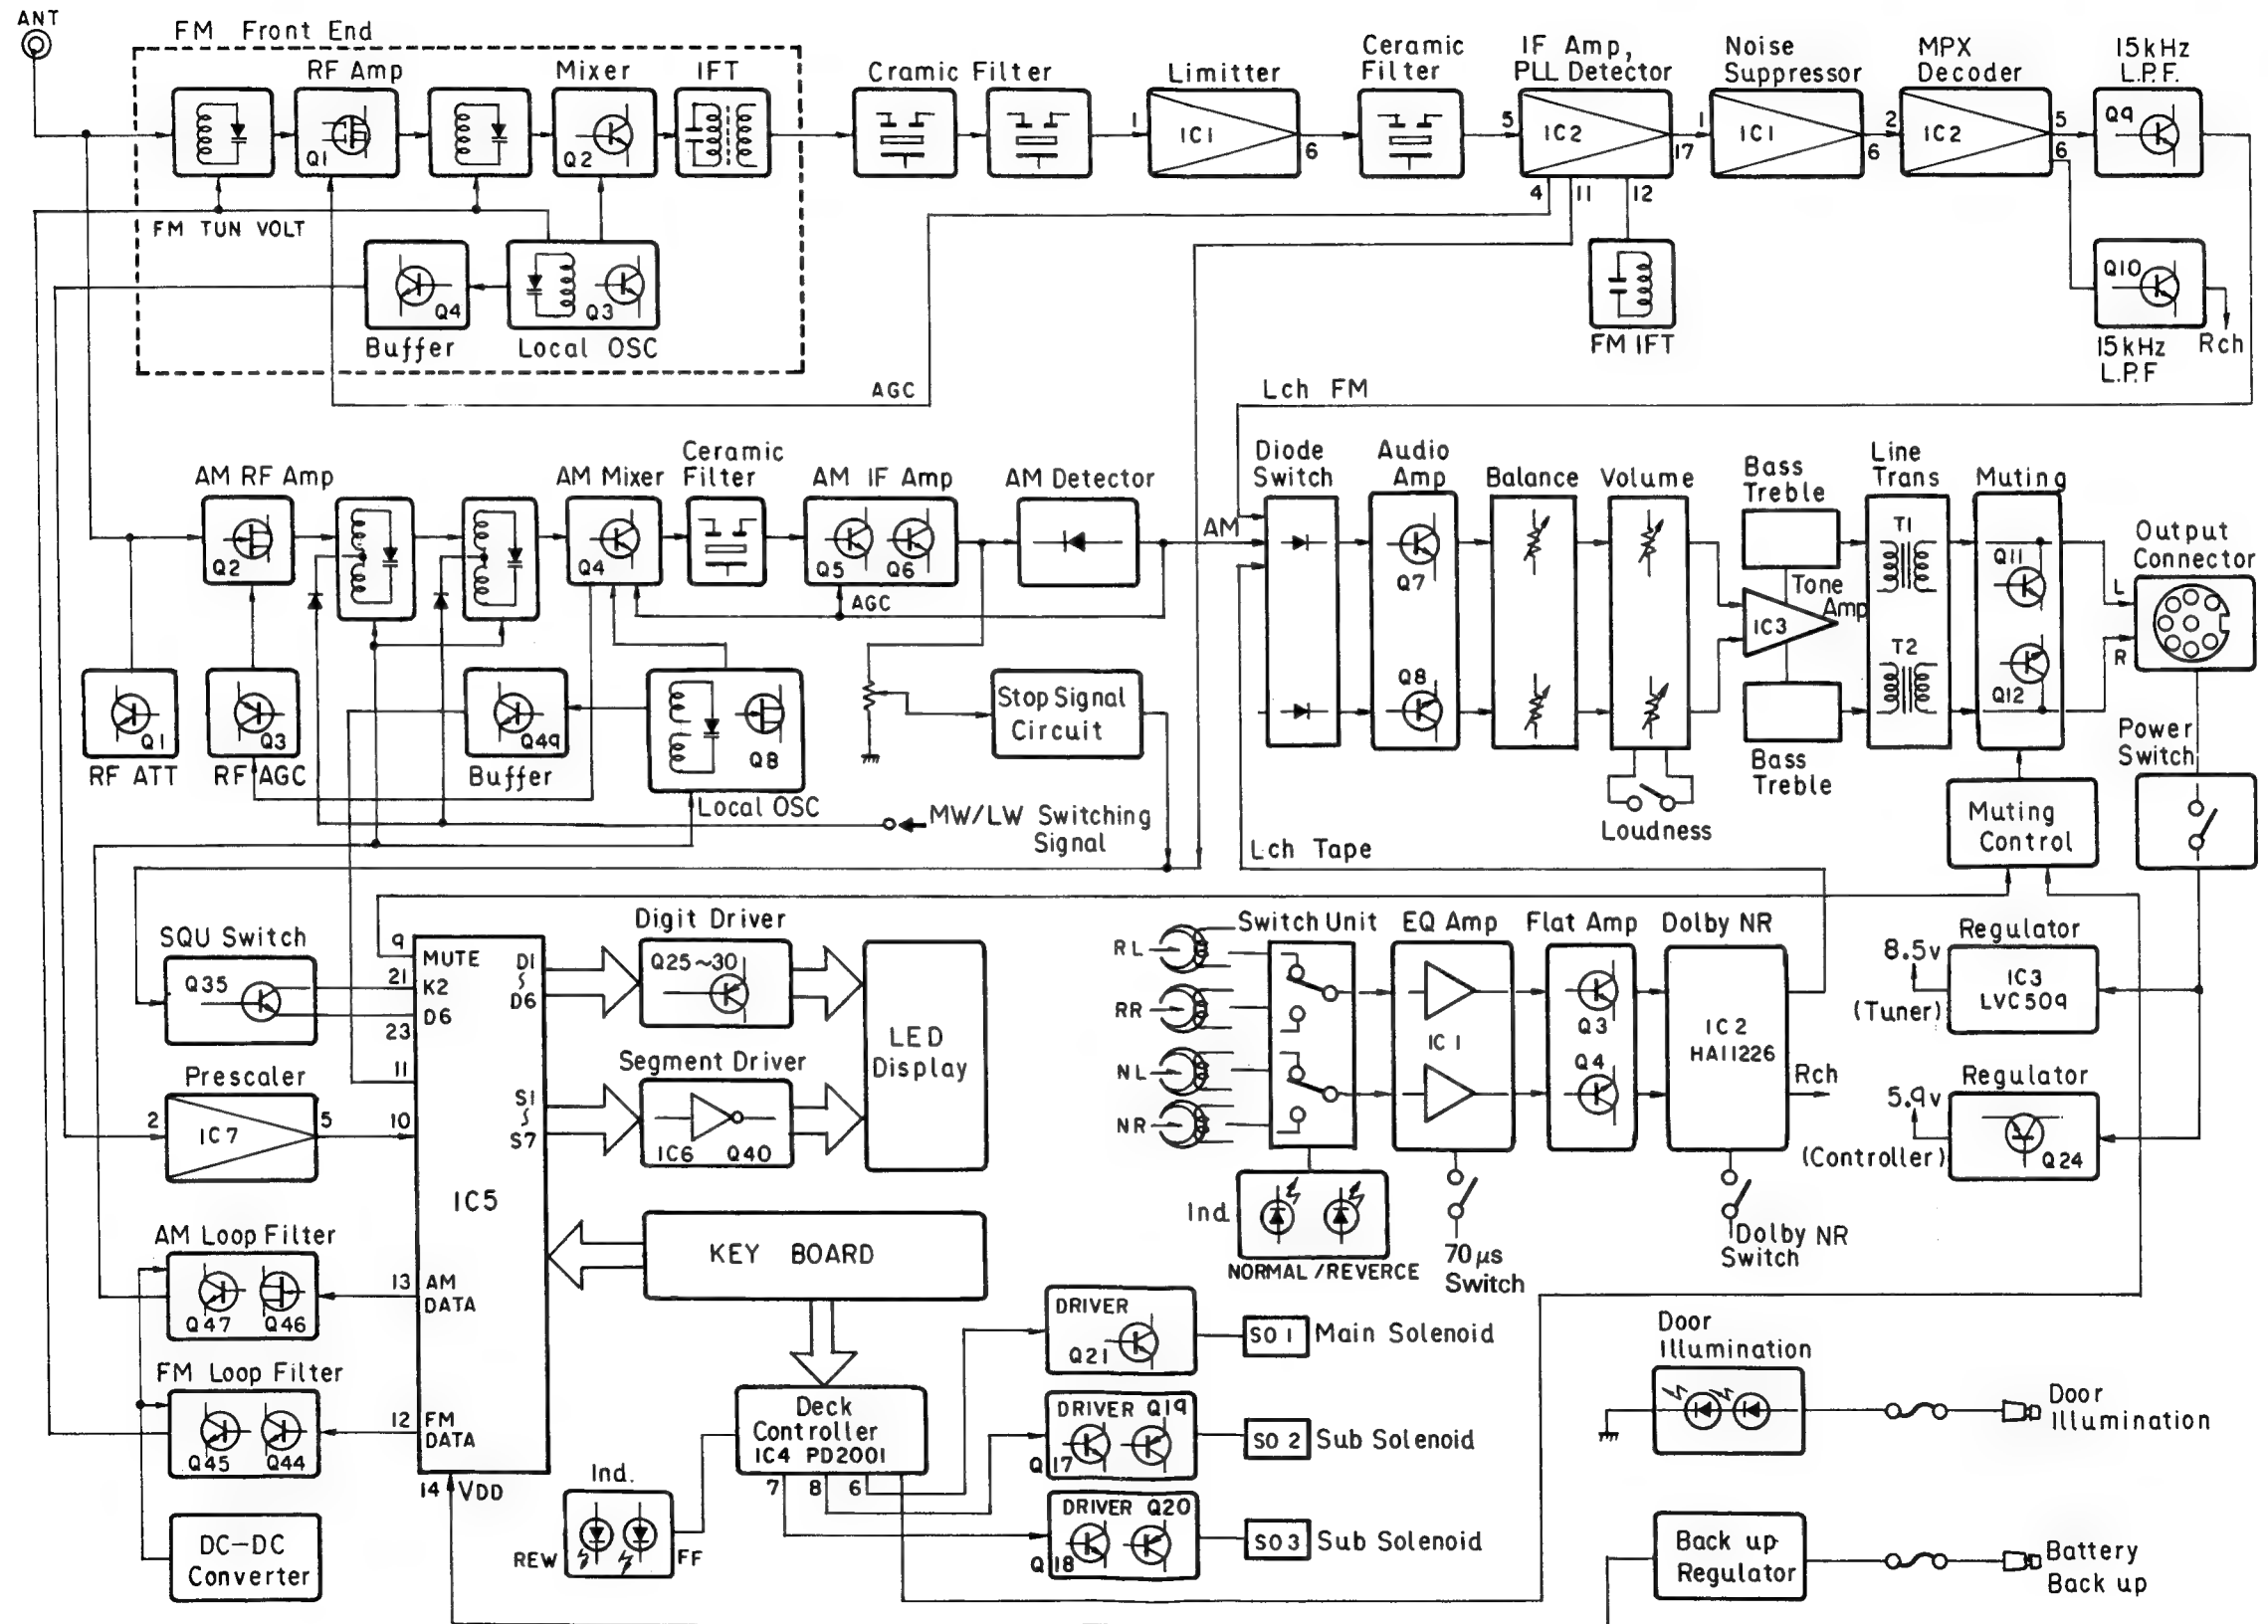 ANT
FM Front End
RF Amp
Mixer
IFT
Cramic Filter
Limitter
Ceramic
Filter
IF Amp,
PLL Detector
Noise
Suppressor
MPX
Decoder
15kHz
L.P.F.
Q1
Q2
1
IC1
6
5
IC2
1
17
IC1
6
2
IC2
5
6
Q9
4
11
12
FM TUN VOLT
Q4
Q3
Buffer
Local OSC
FM IFT
Q10
15kHz
L.P.F
Rch
AGC
Lch FM
AM RF Amp
AM Mixer
Ceramic
Filter
AM IF Amp
AM Detector
Diode
Switch
Audio
Amp
Balance
Volume
Bass
Treble
Line
Trans
Muting
Output
Connector
Q2
Q4
Q5
Q6
AGC
AM
Q7
Q8
Tone
Amp
IC3
T1
T2
Q11
Q12
L
R
Q1
RF ATT
Q3
RF AGC
Q49
Buffer
Q8
Local OSC
Stop Signal
Circuit
Bass
Treble
Loudness
Power
Switch
Muting
Control
MW/LW Switching
Signal
Lch Tape
SQU Switch
Q35
9
21
23
11
10
MUTE
K2
D6
D1
D6
S1
S7
IC5
Digit Driver
Q25~30
Segment Driver
IC6 Q40
LED
Display
Prescaler
2
IC7
5
AM Loop Filter
Q47
Q46
13
AM
DATA
FM Loop Filter
Q45
Q44
12
FM
DATA
14 VDD
DC-DC
Converter
KEY BOARD
Deck
Controller
IC4 PD2001
7
8
6
Ind.
REW
FF
RL
RR
NL
NR
Switch Unit
EQ Amp
Flat Amp
Dolby NR
IC1
Q3
Q4
IC2
HA11226
Rch
Ind.
NORMAL/REVERCE
70μs
Switch
Dolby NR
Switch
Regulator
8.5v
(Tuner)
IC3
LVC509
Regulator
5.9v
(Controller)
Q24
DRIVER
Q21
SO 1
Main Solenoid
DRIVER Q19
Q17
SO 2
Sub Solenoid
DRIVER Q20
Q18
SO3
Sub Solenoid
Door
Illumination
Door
Illumination
Back up
Regulator
Battery
Back up